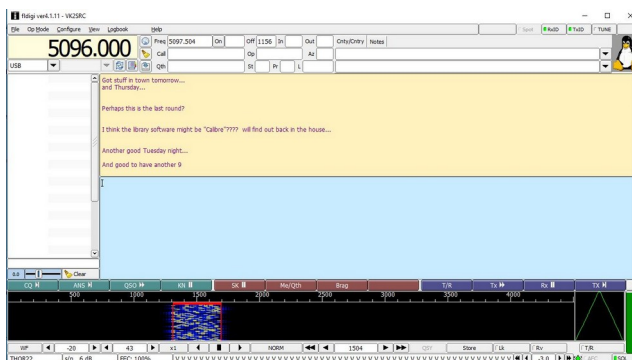 fldigi ver4.1.11 - VK2SRC
File Op Mode Configure View Logbook Help Spot RxID TxID TUNE
5096.000 Freq 5097.504 On Off 1156 In Out Cnty/Cntry Notes
Call Op Az
USB Qth St Pr L
Got stuff in town tomorrow...
and Thursday...
Perhaps this is the last round?
I think the library software might be "Calibre"???? will find out back in the house...
Another good Tuesday night...
And good to have another 9
0.0 Clear
CQ ANS QSO KN SK Me/Qth Brag T/R Tx Rx TX
500 1000 1500 2000 2500 3000 3500 4000
WF -20 43 x1 NORM 1504 QSY Store Lk Rv T/R
THOR22 s/n 6 dB FEC: 100% -3.0 AFC SQL